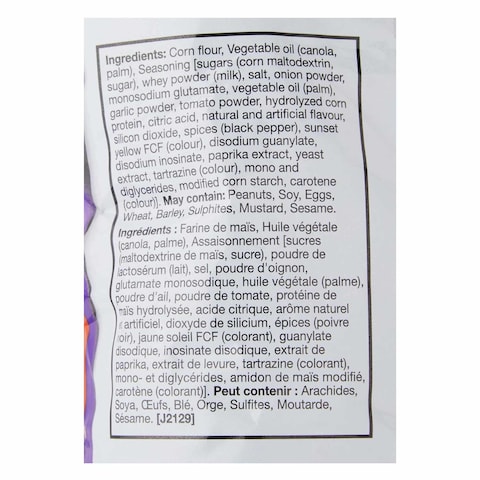 Ingredients: Corn flour, Vegetable oil (canola,
palm), Seasoning [sugars (corn maltodextrin,
sugar), whey powder (milk), salt, onion powder,
monosodium glutamate, vegetable oil (palm),
garlic powder, tomato powder, hydrolyzed corn
protein, citric acid, natural and artificial flavour,
silicon dioxide, spices (black pepper), sunset
yellow FCF (colour), disodium guanylate,
disodium inosinate, paprika extract, yeast
extract, tartrazine (colour), mono and
diglycerides, modified corn starch, carotene
(colour)]. May contain: Peanuts, Soy, Eggs,
Wheat, Barley, Sulphites, Mustard, Sesame.
Ingrédients : Farine de maïs, Huile végétale
(canola, palme), Assaisonnement [sucres
(maltodextrine de maïs, sucre), poudre de
lactosérum (lait), sel, poudre d'oignon,
glutamate monosodique, huile végétale (palme),
poudre d'ail, poudre de tomate, protéine de
maïs hydrolysée, acide citrique, arôme naturel
et artificiel, dioxyde de silicium, épices (poivre
noir), jaune soleil FCF (colorant), guanylate
disodique, inosinate disodique, extrait de
paprika, extrait de levure, tartrazine (colorant),
mono- et diglycérides, amidon de maïs modifié,
carotène (colorant)]. Peut contenir : Arachides,
Soya, Œufs, Blé, Orge, Sulfites, Moutarde,
Sésame. [J2129]